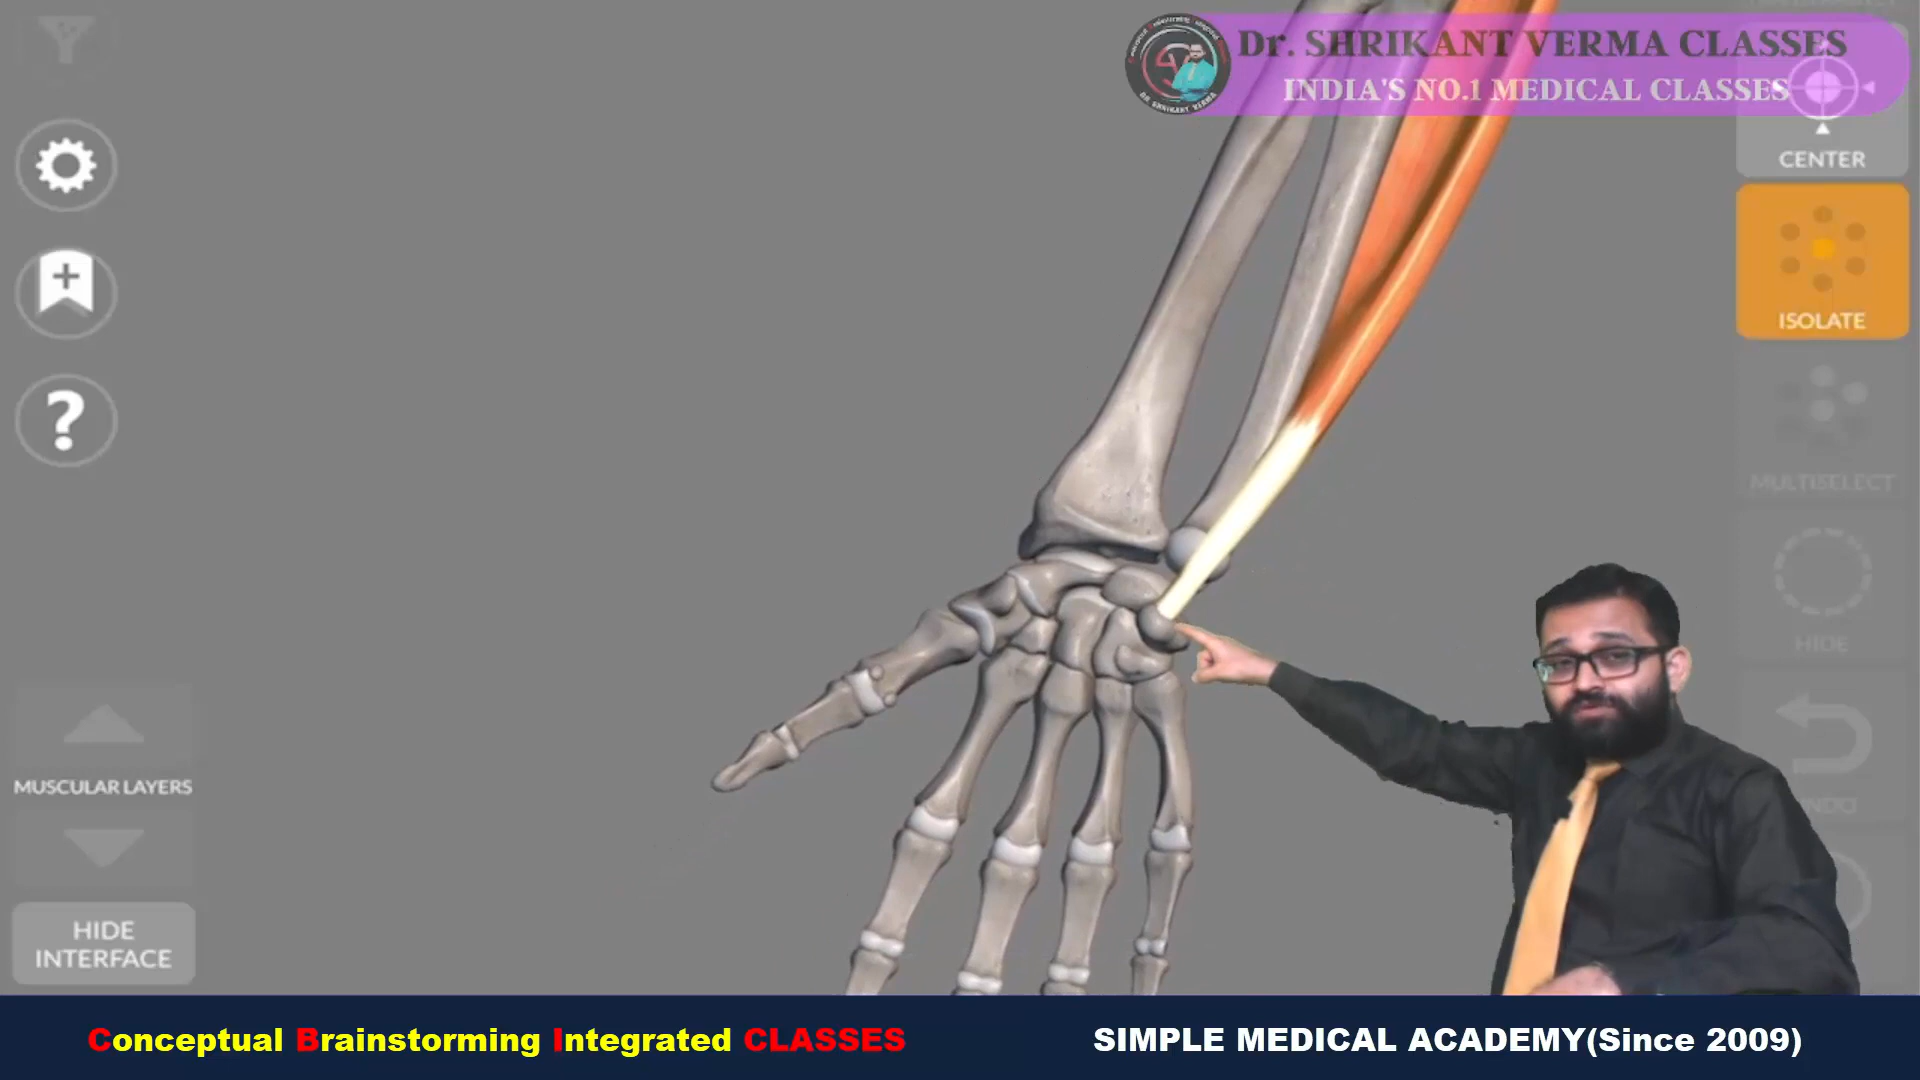 Dr. SHRIKANT VERMA CLASSES
INDIA'S NO.1 MEDICAL CLASSES
CENTER
ISOLATE
MULTISELECT
HIDE
MUSCULAR LAYERS
HIDE
INTERFACE
Conceptual Brainstorming Integrated CLASSES
SIMPLE MEDICAL ACADEMY(Since 2009)